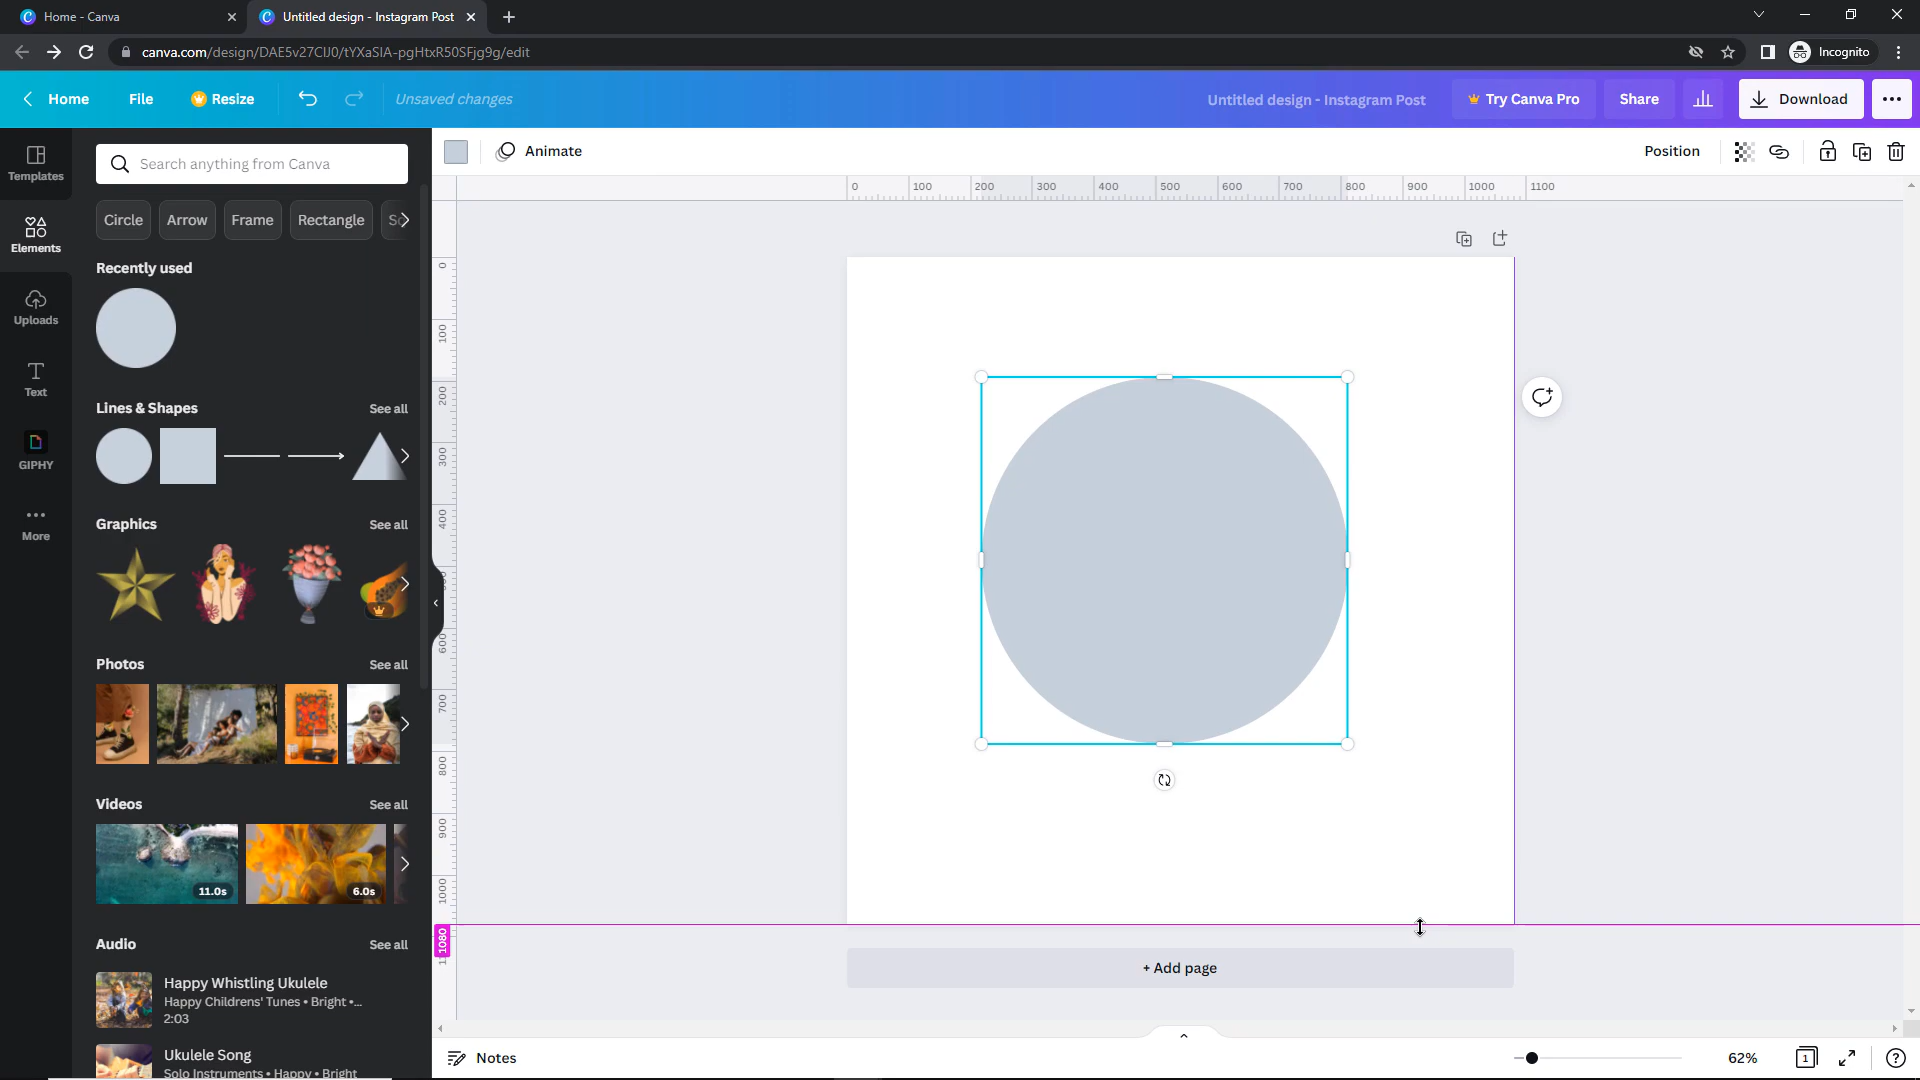 Home - Canva
Untitled design - Instagram Post
canva.com/design/DAE5v27ClJ0/tYXaSIA-pgHtxR50SFjg9g/edit
Incognito
Home
File
Resize
Unsaved changes
Untitled design - Instagram Post
Try Canva Pro
Share
Download
Templates
Elements
Uploads
Text
GIPHY
More
Search anything from Canva
Circle
Arrow
Frame
Rectangle
Recently used
Lines & Shapes
See all
Graphics
See all
Photos
See all
Videos
See all
11.0s
6.0s
Audio
See all
Happy Whistling Ukulele
Happy Childrens' Tunes • Bright •...
2:03
Ukulele Song
Solo Instruments • Happy • Bright
Animate
Position
0 100 200 300 400 500 600 700 800 900 1000 1100
0
100
200
300
400
600
700
800
900
1000
1080
+ Add page
Notes
62%
1